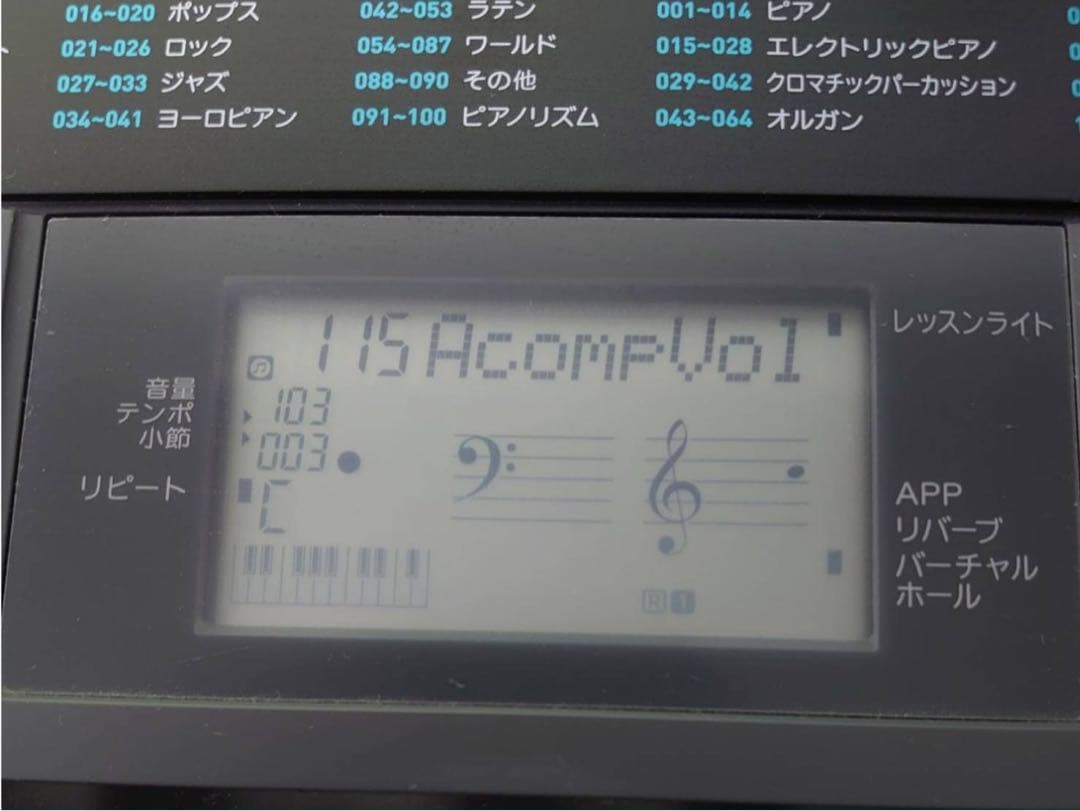 016~020 ポップス
021~026 ロック
027~033 ジャズ
034~041 ヨーロピアン
042~053 ラテン
054~087 ワールド
088~090 その他
091~100 ピアノリズム
001~014 ピアノ
015~028 エレクトリックピアノ
029~042 クロマチックパーカッション
043~064 オルガン
115 AcompVol
音量
テンポ
小節
リピート
103
003
C
R 1
レッスンライト
APP
リバーブ
バーチャル
ホール